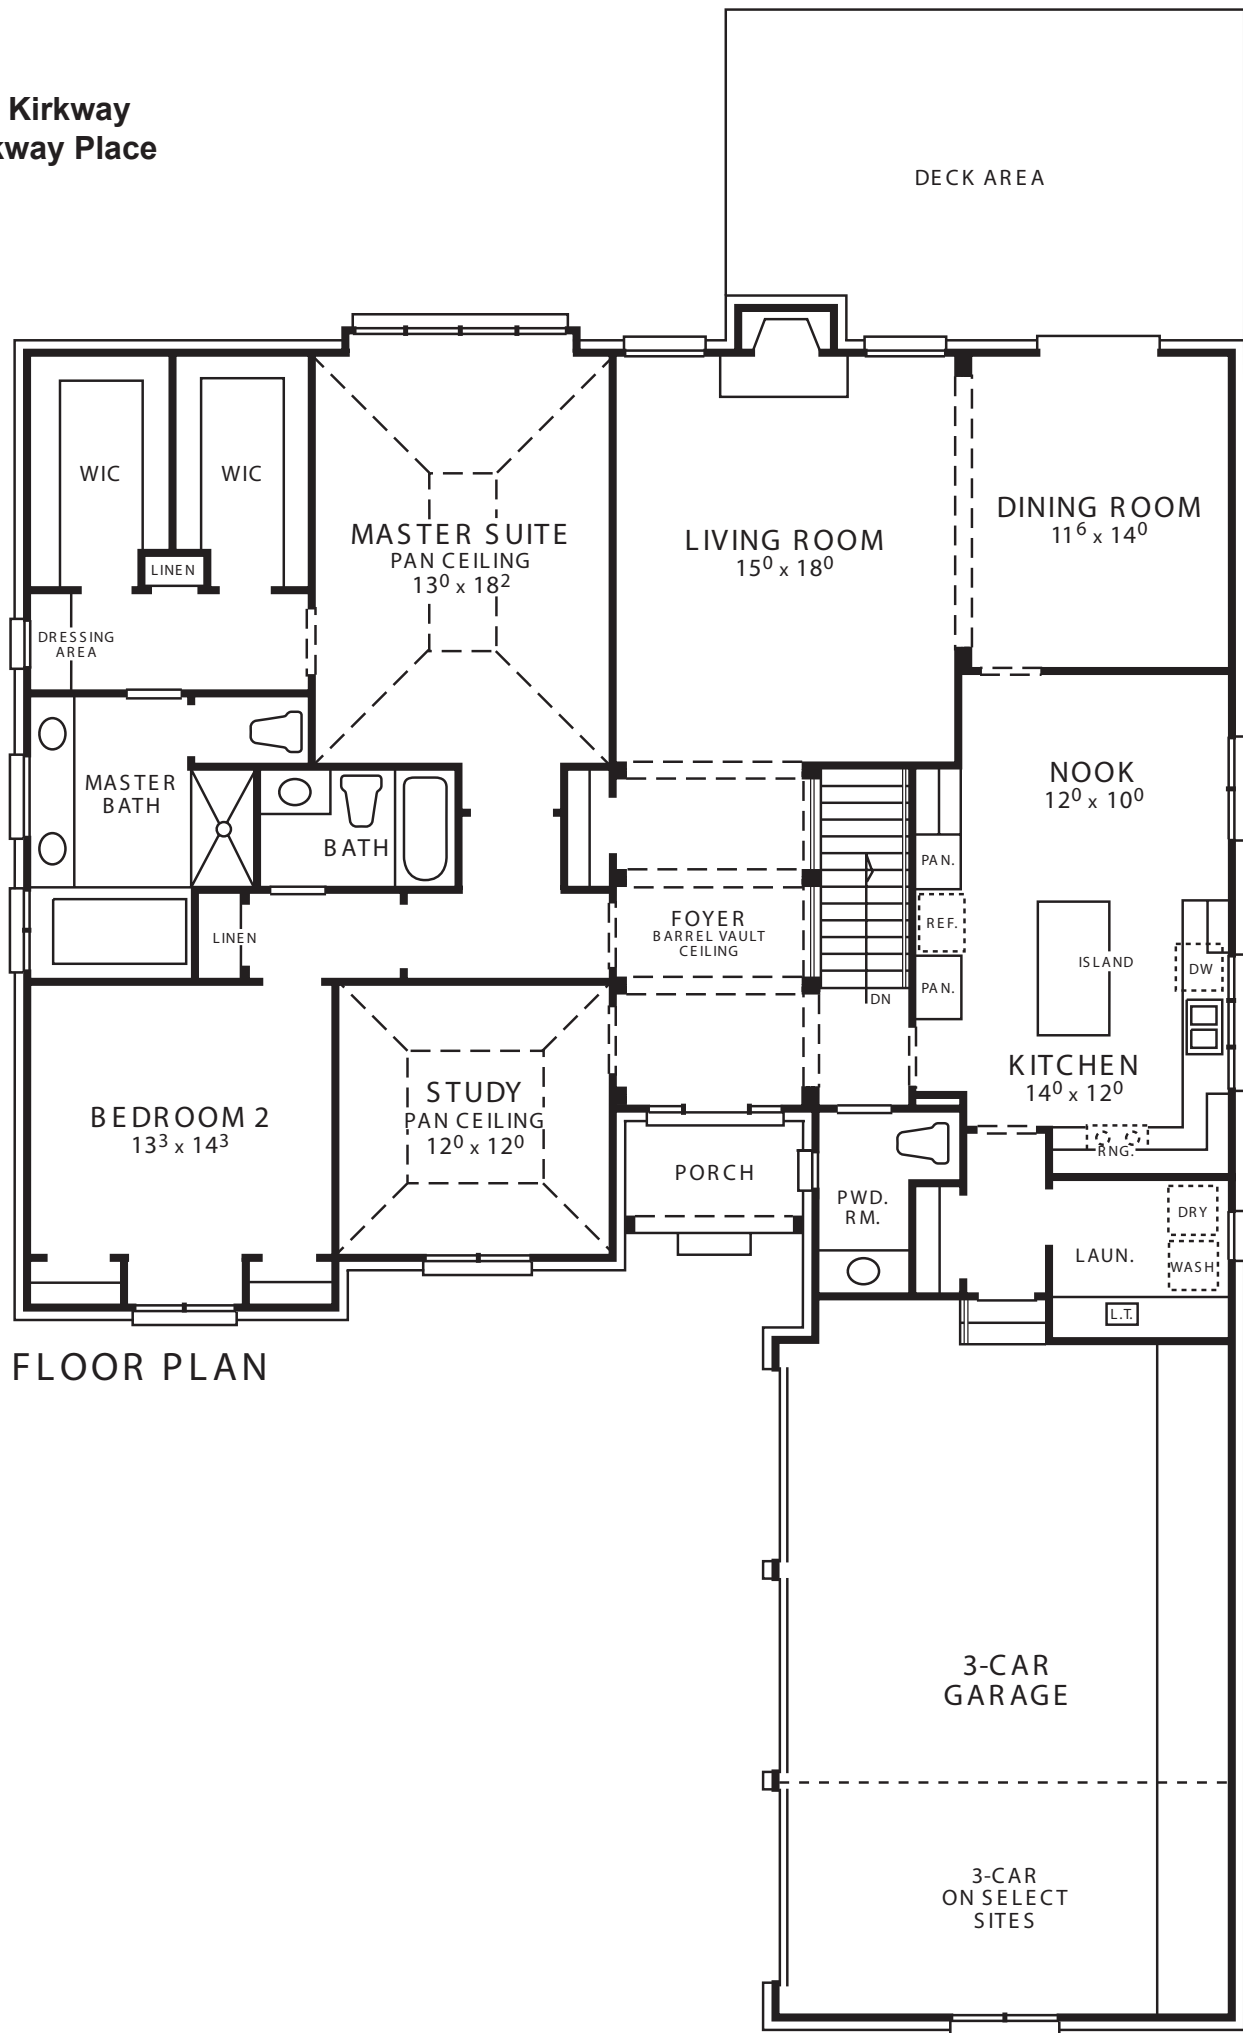 Kirkway
kway Place
DECK AREA
WIC
WIC
LINEN
MASTER SUITE
PAN CEILING
13⁰ x 18²
LIVING ROOM
15⁰ x 18⁰
DINING ROOM
11⁶ x 14⁰
DRESSING
AREA
MASTER
BATH
BATH
NOOK
12⁰ x 10⁰
PAN.
REF.
PAN.
LINEN
FOYER
BARREL VAULT
CEILING
DN
ISLAND
DW
KITCHEN
14⁰ x 12⁰
RNG.
BEDROOM 2
13³ x 14³
STUDY
PAN CEILING
12⁰ x 12⁰
PORCH
PWD.
RM.
LAUN.
DRY
WASH
L.T.
FLOOR PLAN
3-CAR
GARAGE
3-CAR
ON SELECT
SITES